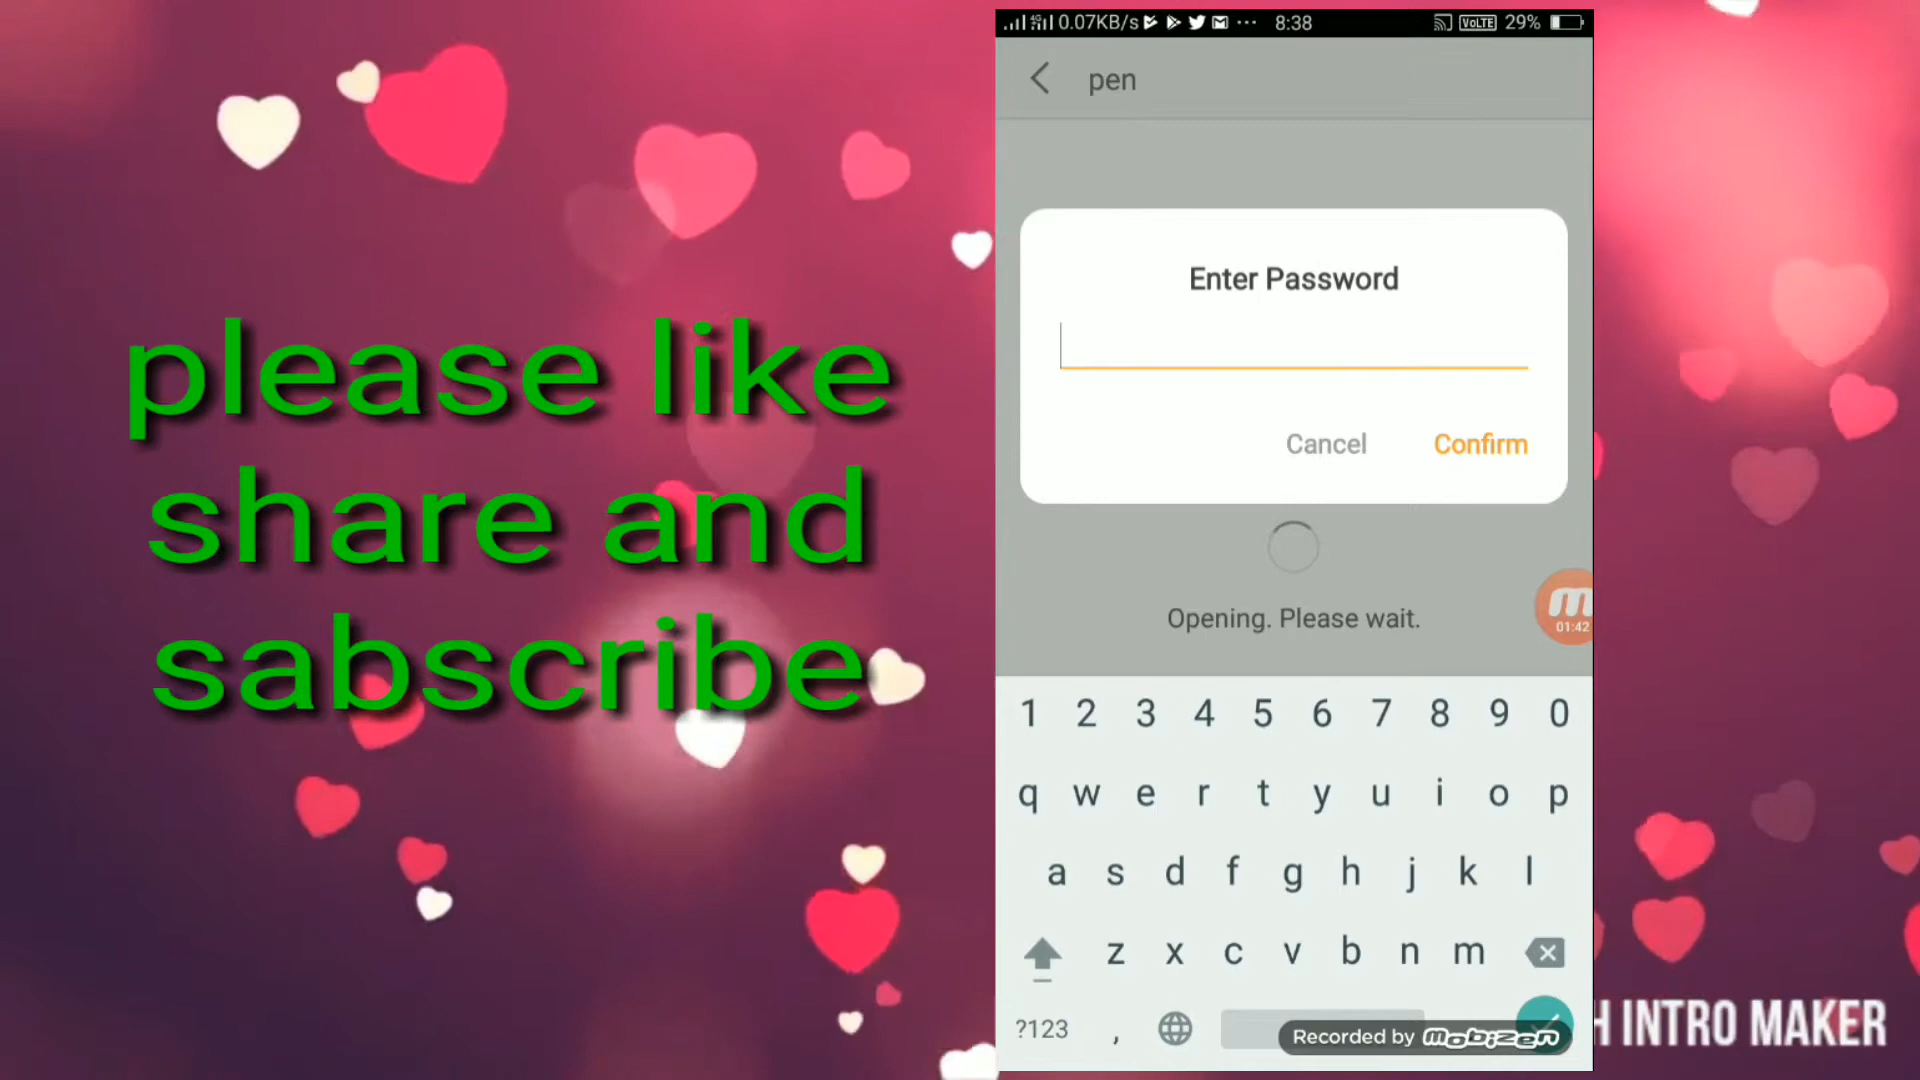 please like
share and
sabscribe
0.07KB/s ··· 8:38 VoLTE 29%
pen
Enter Password
Cancel Confirm
Opening. Please wait.
01:42
1 2 3 4 5 6 7 8 9 0
q w e r t y u i o p
a s d f g h j k l
z x c v b n m
?123 ,
Recorded by mobizen
H INTRO MAKER